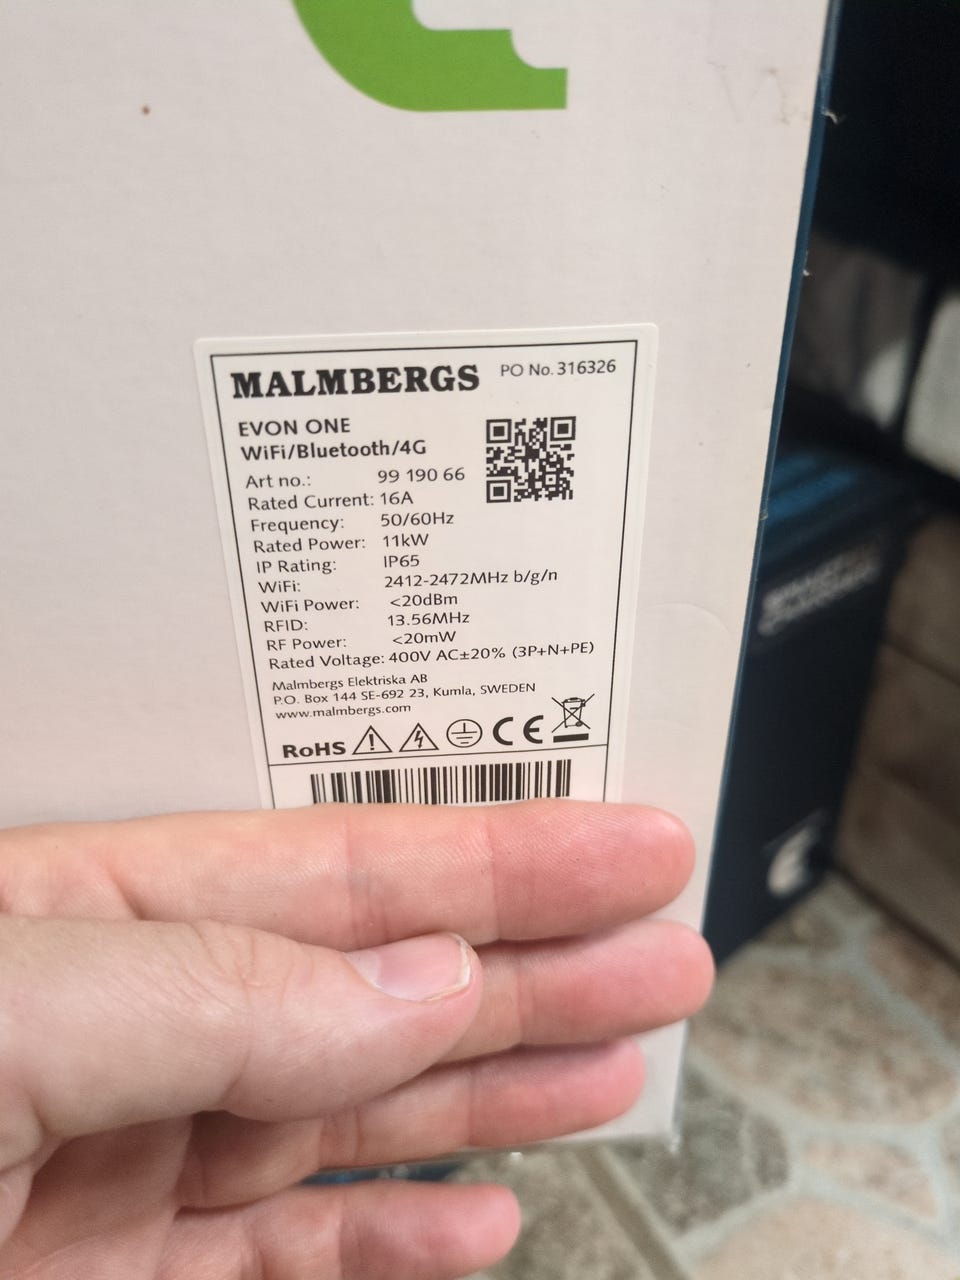 MALMBERGS PO No. 316326
EVON ONE
WiFi/Bluetooth/4G
Art no.: 99 190 66
Rated Current: 16A
Frequency: 50/60Hz
Rated Power: 11kW
IP Rating: IP65
WiFi: 2412-2472MHz b/g/n
WiFi Power: <20dBm
RFID: 13.56MHz
RF Power: <20mW
Rated Voltage: 400V AC±20% (3P+N+PE)
Malmbergs Elektriska AB
P.O. Box 144 SE-692 23, Kumla, SWEDEN
www.malmbergs.com
RoHS CE